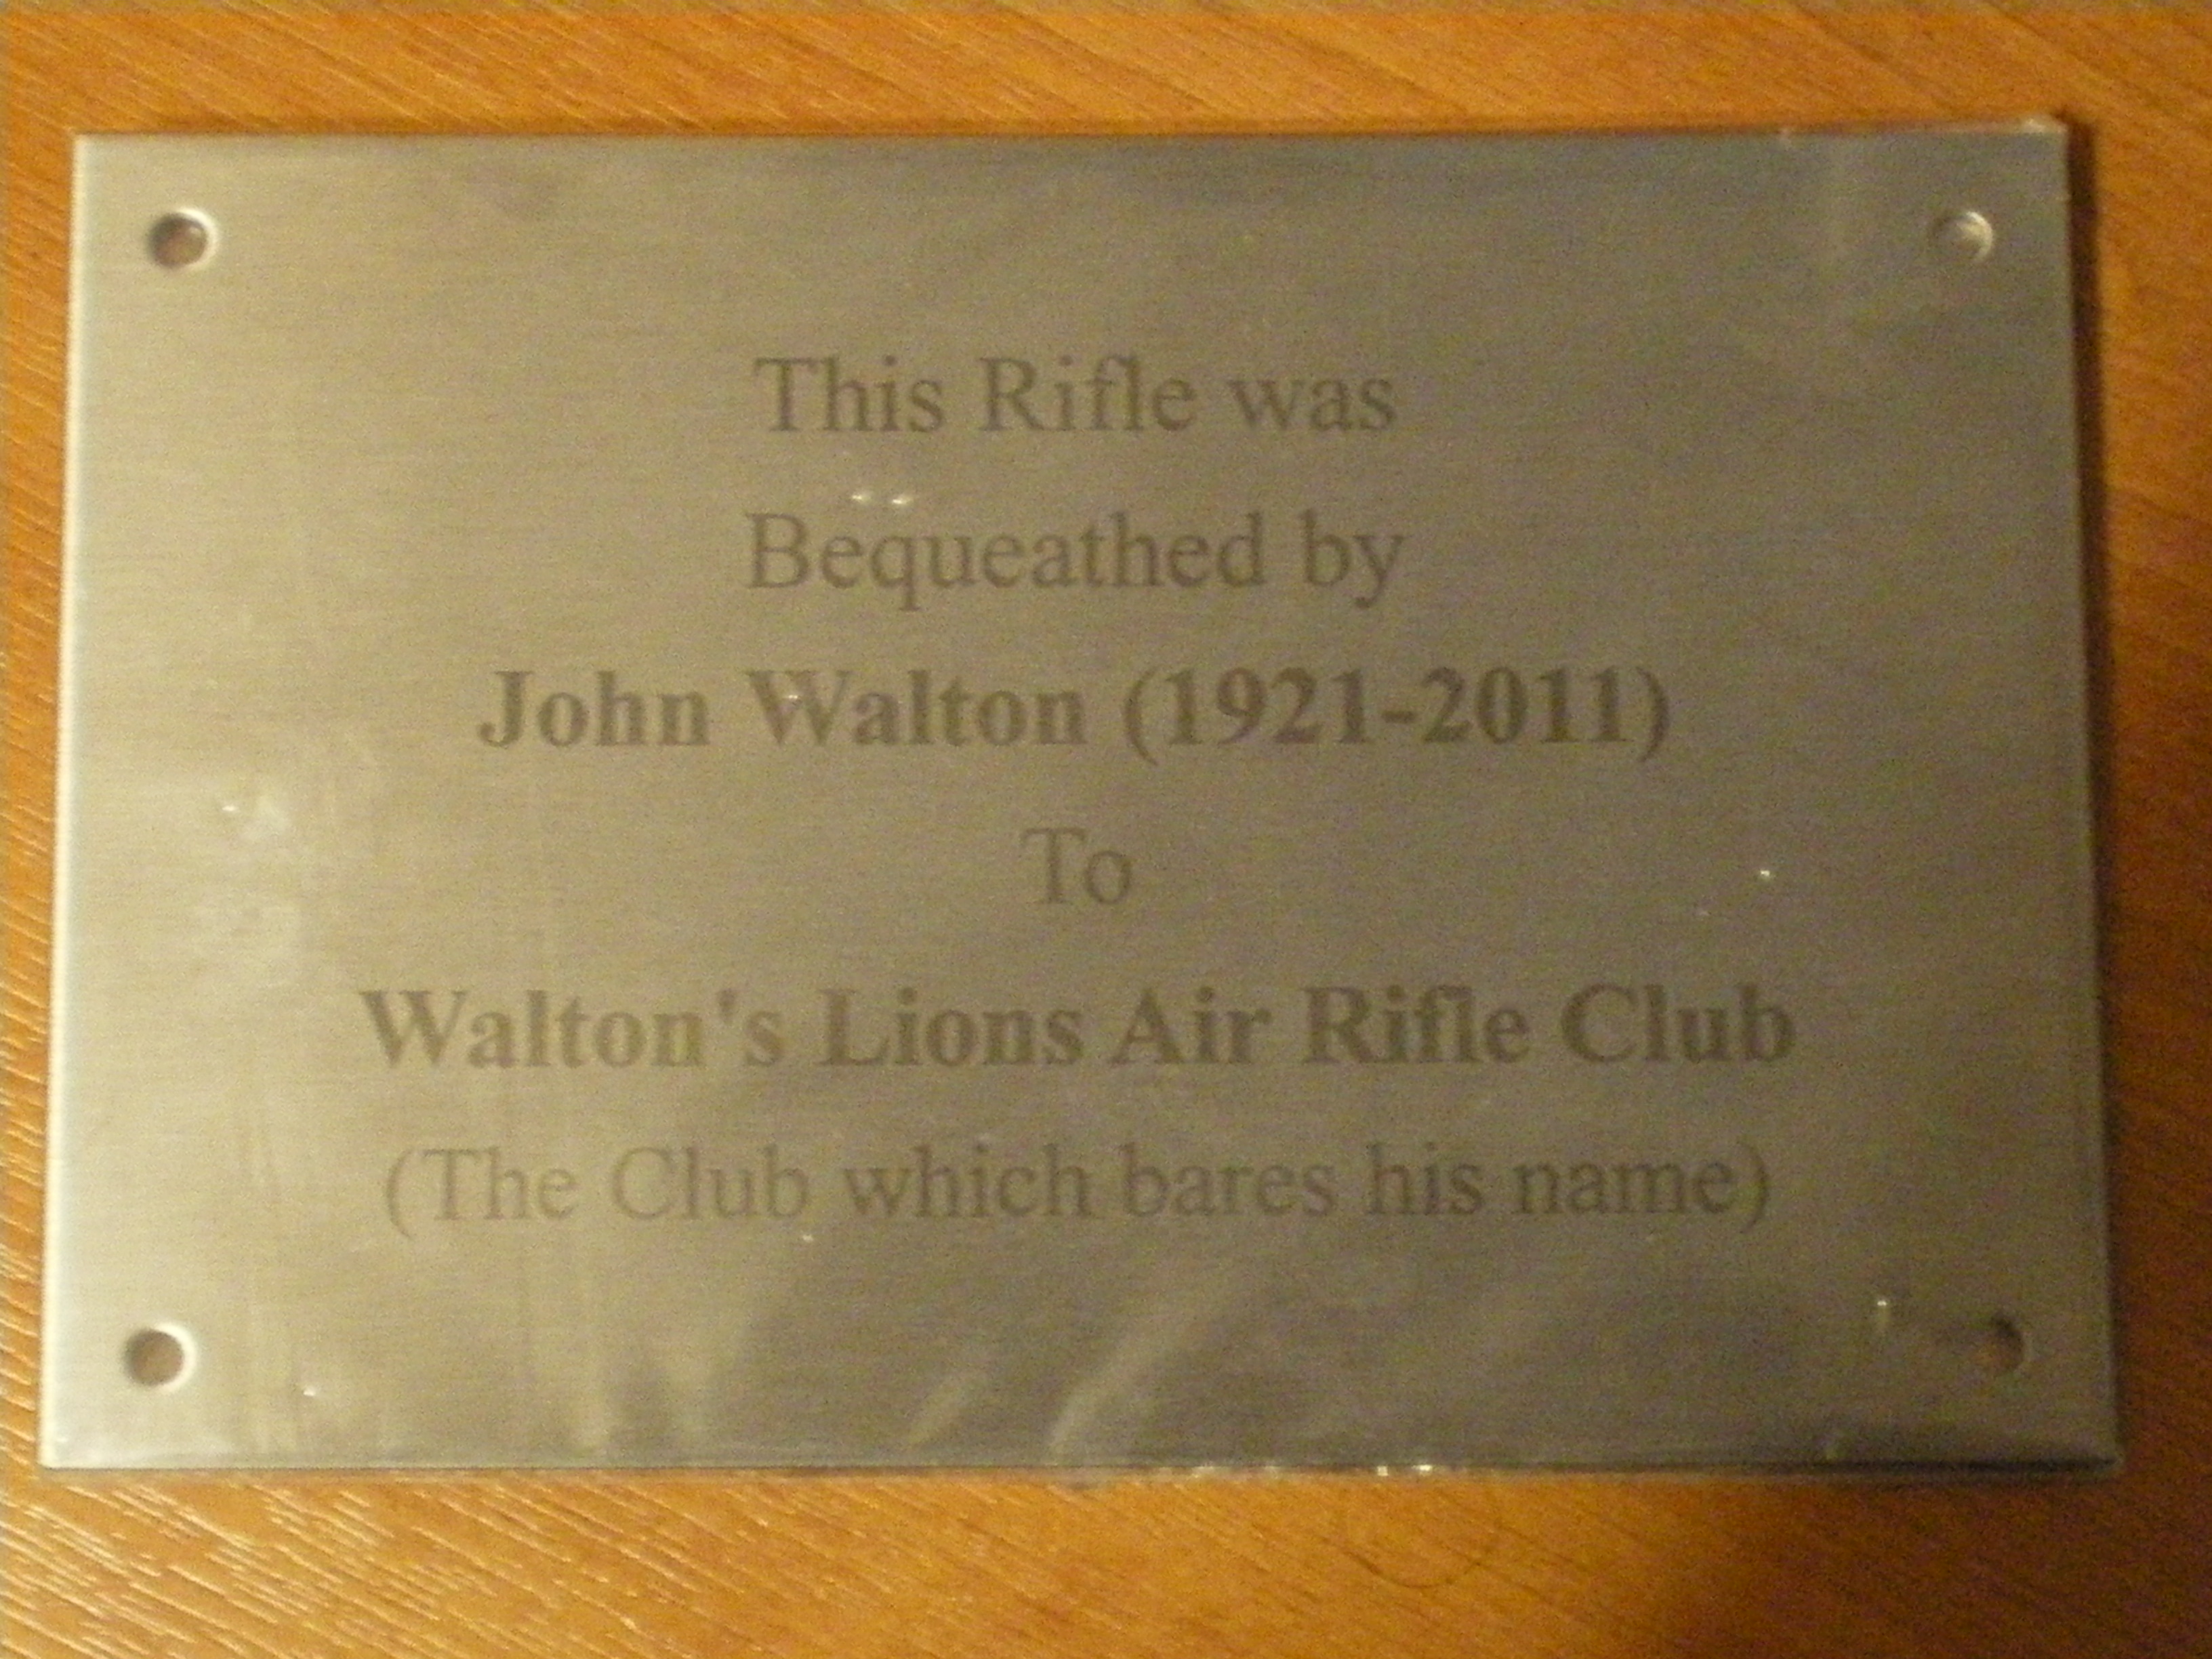 This Rifle was
Bequeathed by
John Walton (1921-2011)
To
Walton's Lions Air Rifle Club
(The Club which bares his name)